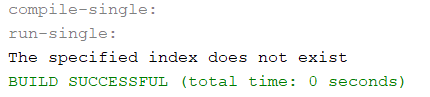 compile-single:
run-single:
The specified index does not exist
BUILD SUCCESSFUL (total time: 0 seconds)